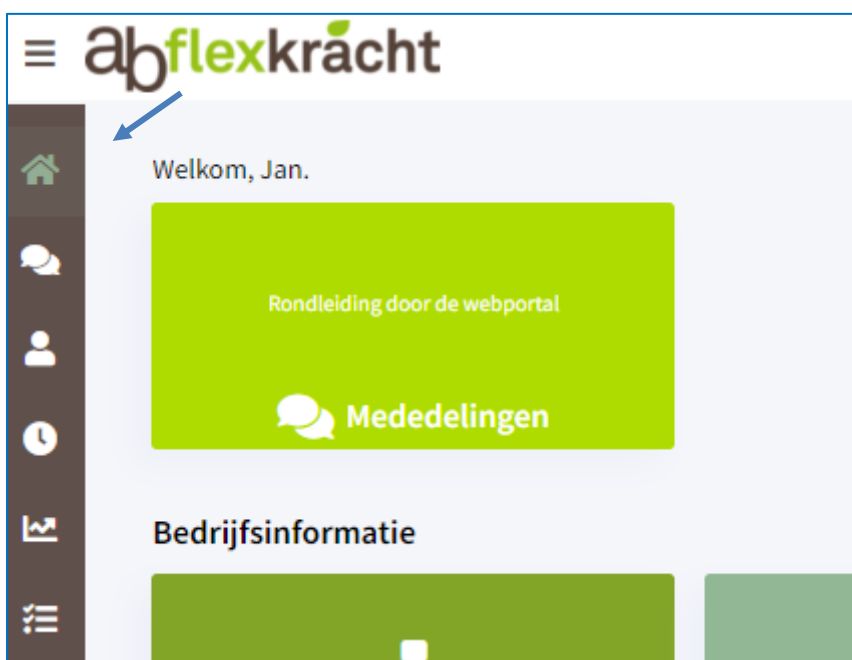 abflexkracht
Welkom, Jan.
Rondleiding door de webportal
Mededelingen
Bedrijfsinformatie